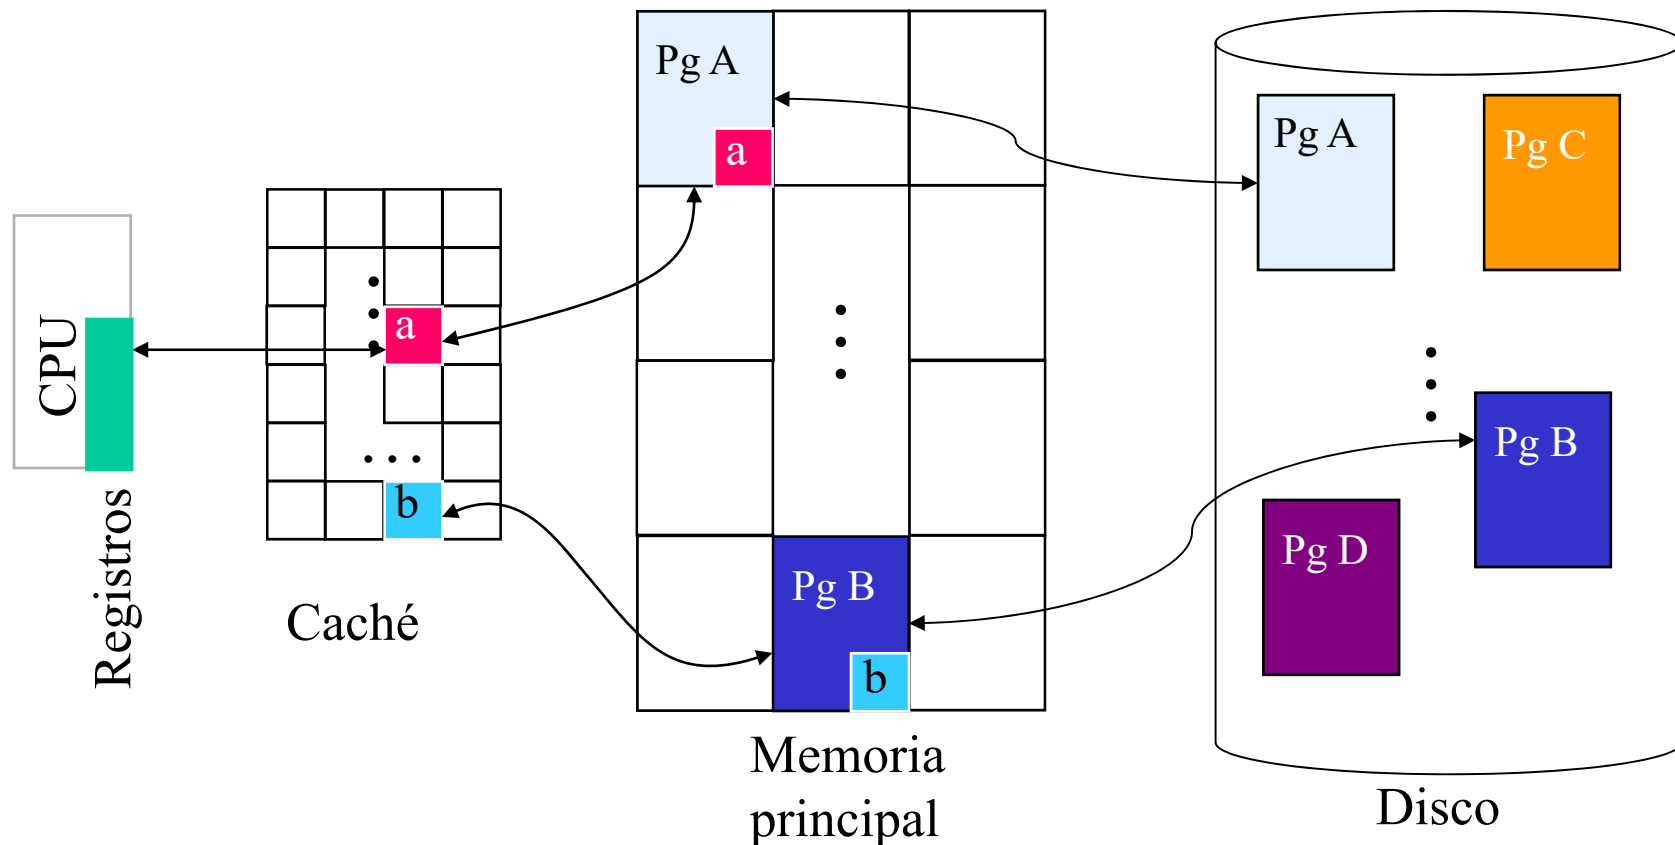 CPU
Registros
a
b
Caché
Pg A
a
Pg B
b
Memoria
principal
Pg A
Pg C
Pg B
Pg D
Disco